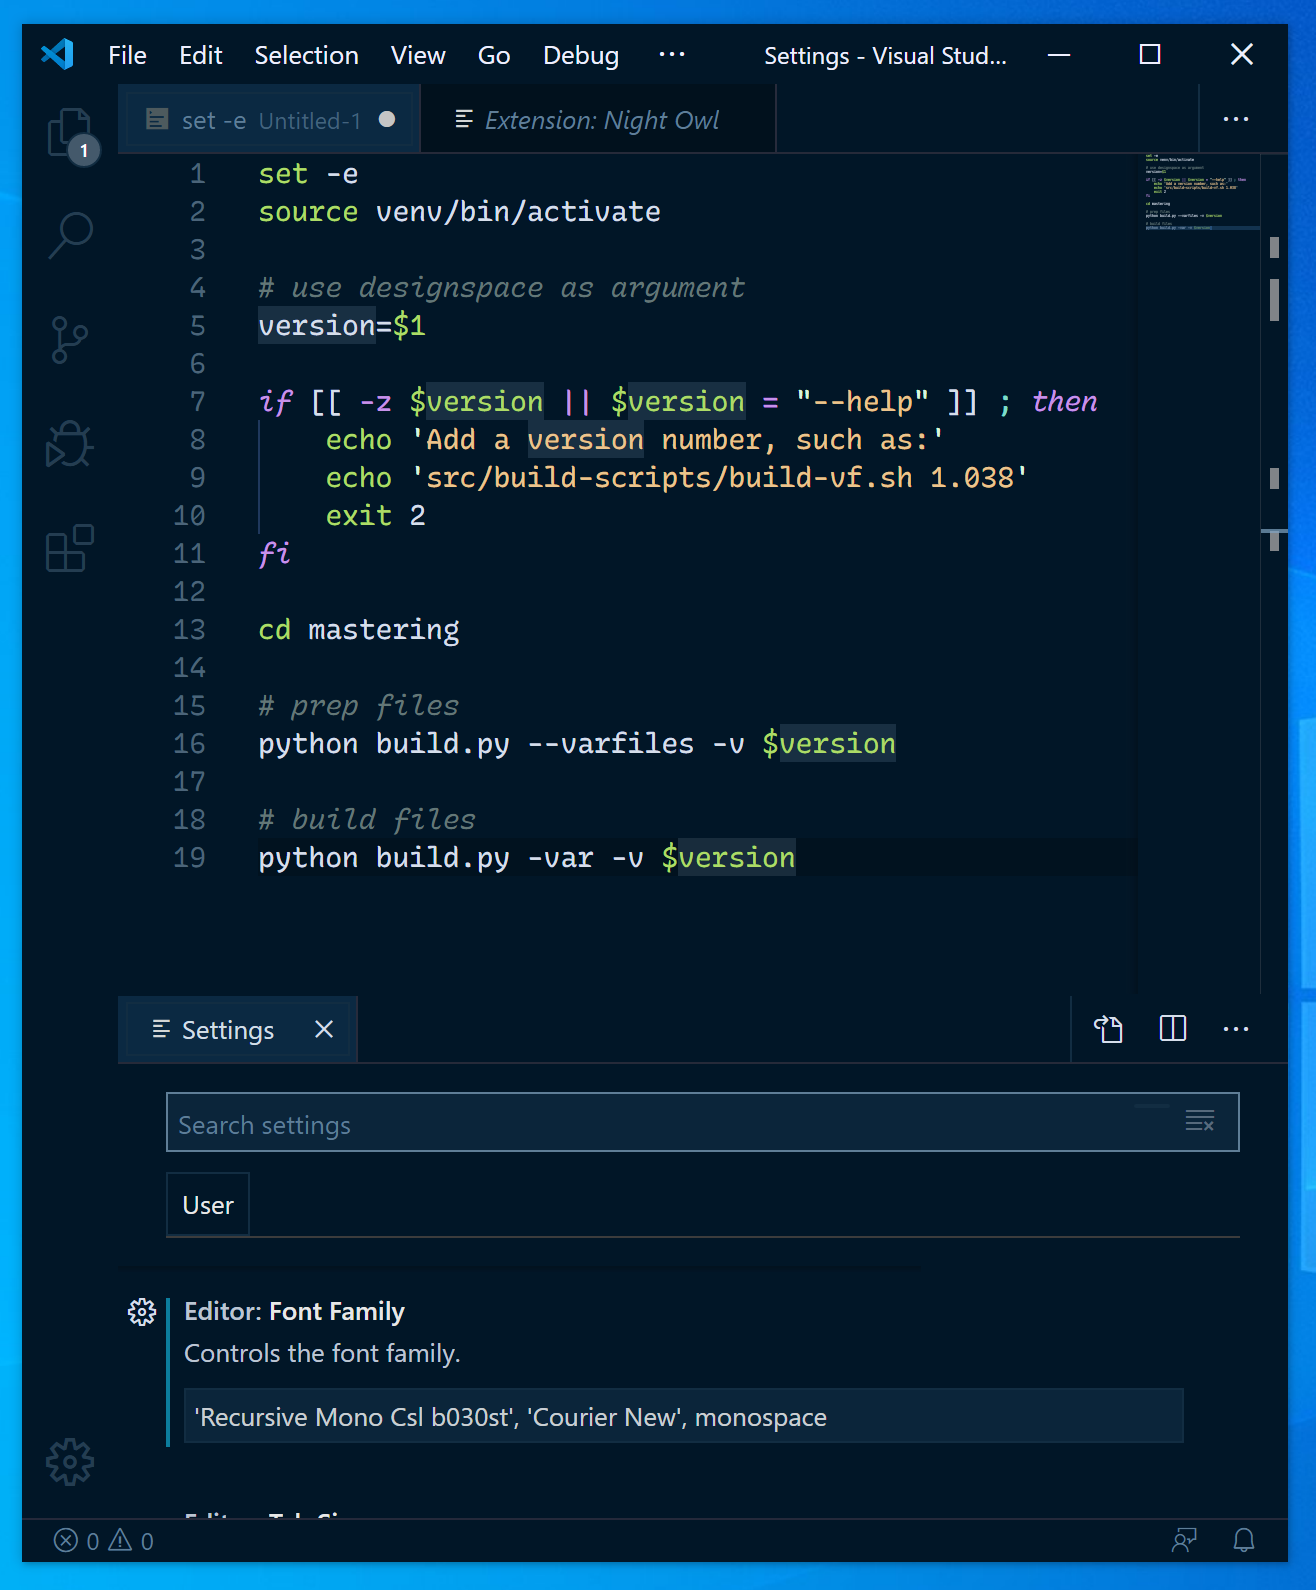 File Edit Selection View Go Debug ··· Settings - Visual Stud...
set -e Untitled-1
Extension: Night Owl
1
1 set -e
2 source venv/bin/activate
3
4 # use designspace as argument
5 version=$1
6
7 if [[ -z $version || $version = "--help" ]] ; then
8     echo 'Add a version number, such as:'
9     echo 'src/build-scripts/build-vf.sh 1.038'
10     exit 2
11 fi
12
13 cd mastering
14
15 # prep files
16 python build.py --varfiles -v $version
17
18 # build files
19 python build.py -var -v $version
Settings
Search settings
User
Editor: Font Family
Controls the font family.
'Recursive Mono Csl b030st', 'Courier New', monospace
0 0